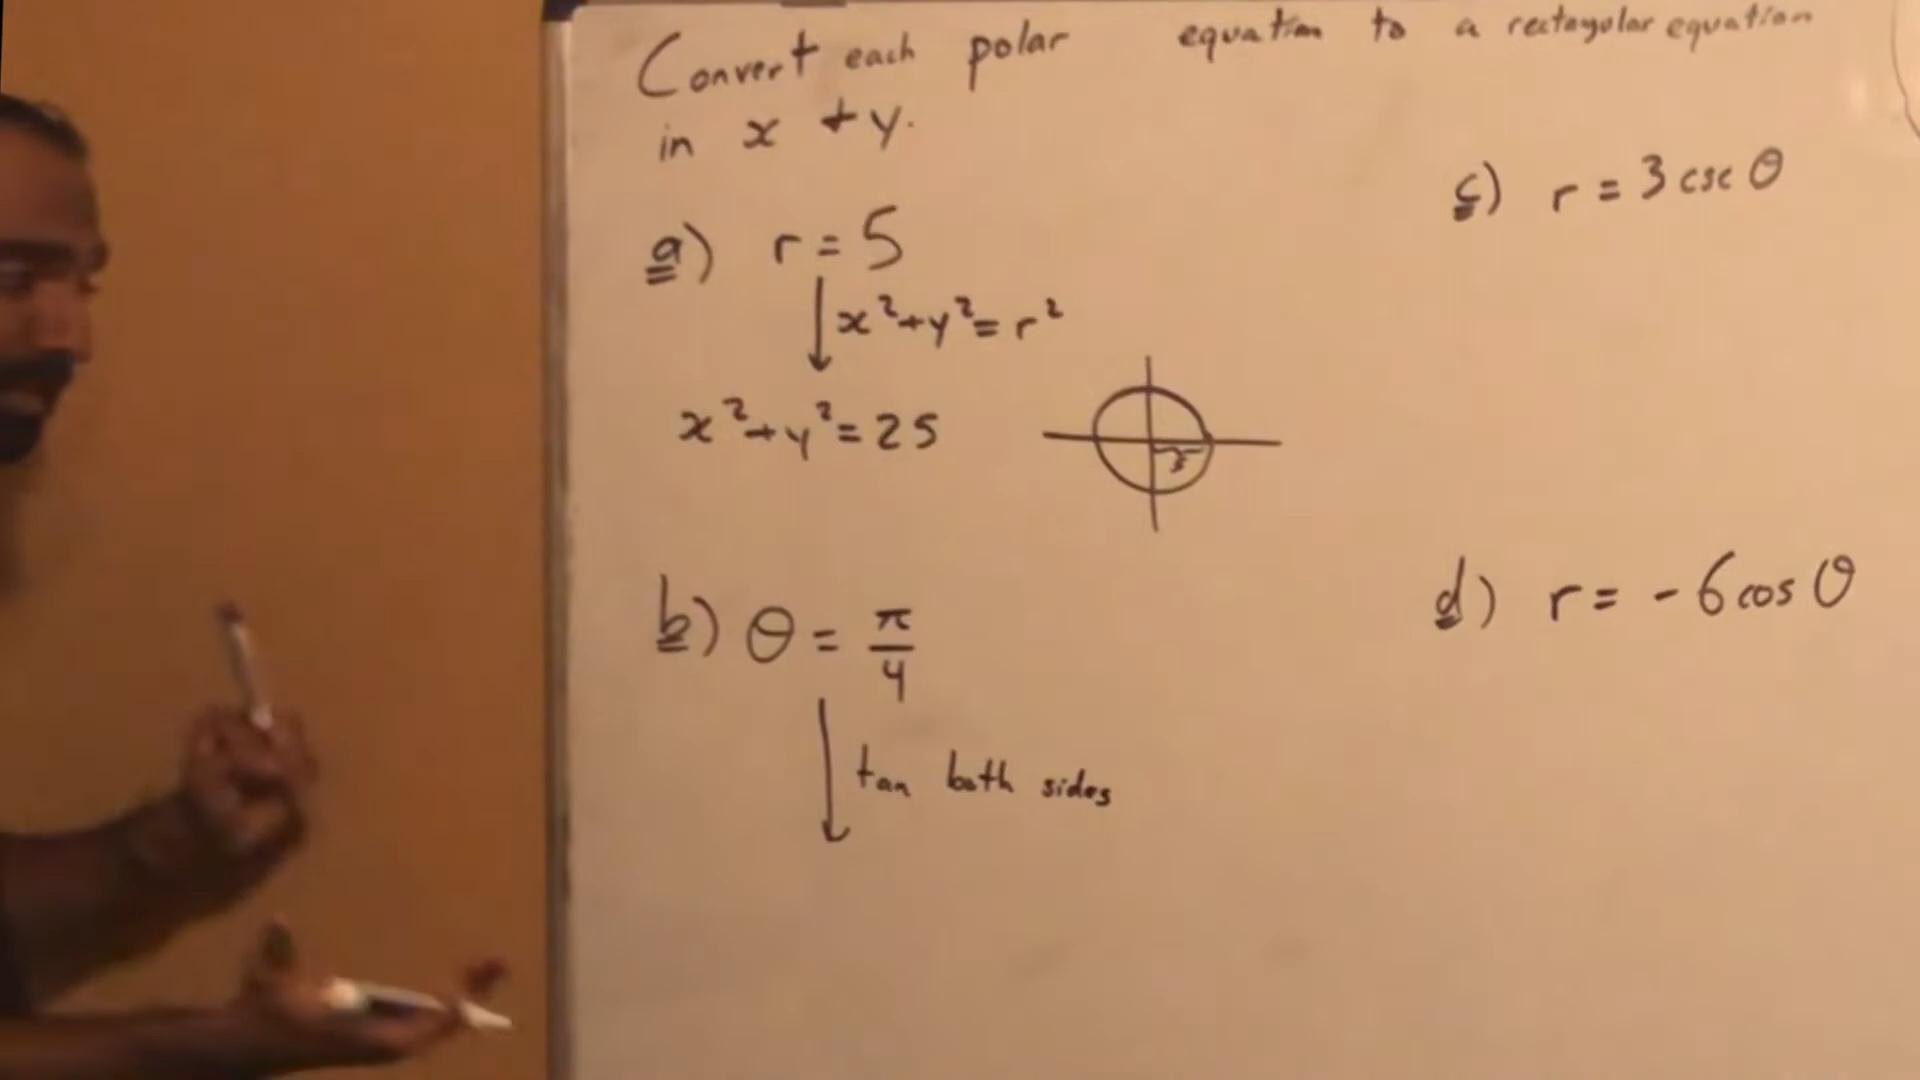 Convert each polar equation to a rectagular equation
in x + y.
a) r = 5
x²+y²=r²
x²+y²=25
5
b) θ = π/4
tan both sides
c) r = 3 csc θ
d) r = -6 cos θ